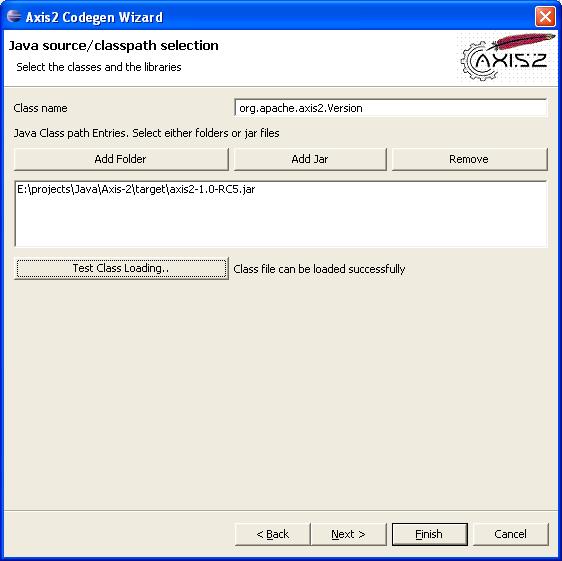 Axis2 Codegen Wizard
Java source/classpath selection
Select the classes and the libraries
AXIS2
Class name org.apache.axis2.Version
Java Class path Entries. Select either folders or jar files
Add Folder Add Jar Remove
E:\projects\Java\Axis-2\target\axis2-1.0-RC5.jar
Test Class Loading.. Class file can be loaded successfully
< Back Next > Finish Cancel